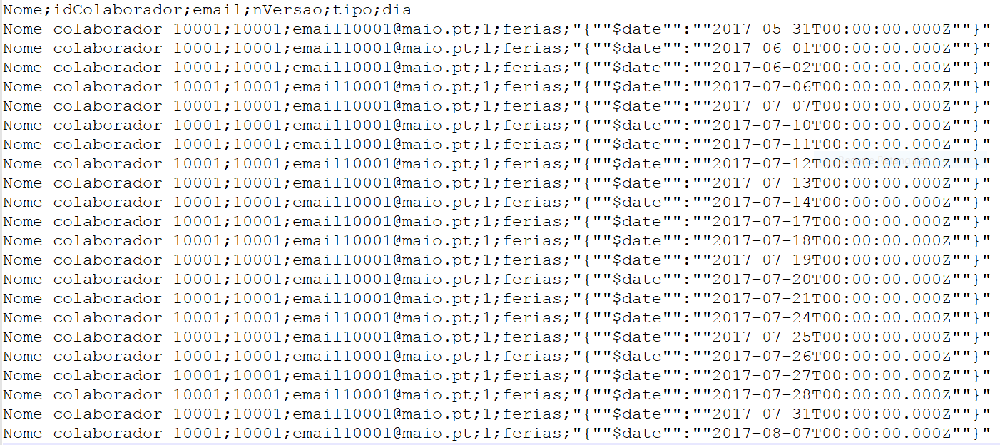 Nome;idColaborador;email;nVersao;tipo;dia
Nome colaborador 10001;10001;email10001@maio.pt;1;ferias;"{""$date"":""2017-05-31T00:00:00.000Z""}"
Nome colaborador 10001;10001;email10001@maio.pt;1;ferias;"{""$date"":""2017-06-01T00:00:00.000Z""}"
Nome colaborador 10001;10001;email10001@maio.pt;1;ferias;"{""$date"":""2017-06-02T00:00:00.000Z""}"
Nome colaborador 10001;10001;email10001@maio.pt;1;ferias;"{""$date"":""2017-07-06T00:00:00.000Z""}"
Nome colaborador 10001;10001;email10001@maio.pt;1;ferias;"{""$date"":""2017-07-07T00:00:00.000Z""}"
Nome colaborador 10001;10001;email10001@maio.pt;1;ferias;"{""$date"":""2017-07-10T00:00:00.000Z""}"
Nome colaborador 10001;10001;email10001@maio.pt;1;ferias;"{""$date"":""2017-07-11T00:00:00.000Z""}"
Nome colaborador 10001;10001;email10001@maio.pt;1;ferias;"{""$date"":""2017-07-12T00:00:00.000Z""}"
Nome colaborador 10001;10001;email10001@maio.pt;1;ferias;"{""$date"":""2017-07-13T00:00:00.000Z""}"
Nome colaborador 10001;10001;email10001@maio.pt;1;ferias;"{""$date"":""2017-07-14T00:00:00.000Z""}"
Nome colaborador 10001;10001;email10001@maio.pt;1;ferias;"{""$date"":""2017-07-17T00:00:00.000Z""}"
Nome colaborador 10001;10001;email10001@maio.pt;1;ferias;"{""$date"":""2017-07-18T00:00:00.000Z""}"
Nome colaborador 10001;10001;email10001@maio.pt;1;ferias;"{""$date"":""2017-07-19T00:00:00.000Z""}"
Nome colaborador 10001;10001;email10001@maio.pt;1;ferias;"{""$date"":""2017-07-20T00:00:00.000Z""}"
Nome colaborador 10001;10001;email10001@maio.pt;1;ferias;"{""$date"":""2017-07-21T00:00:00.000Z""}"
Nome colaborador 10001;10001;email10001@maio.pt;1;ferias;"{""$date"":""2017-07-24T00:00:00.000Z""}"
Nome colaborador 10001;10001;email10001@maio.pt;1;ferias;"{""$date"":""2017-07-25T00:00:00.000Z""}"
Nome colaborador 10001;10001;email10001@maio.pt;1;ferias;"{""$date"":""2017-07-26T00:00:00.000Z""}"
Nome colaborador 10001;10001;email10001@maio.pt;1;ferias;"{""$date"":""2017-07-27T00:00:00.000Z""}"
Nome colaborador 10001;10001;email10001@maio.pt;1;ferias;"{""$date"":""2017-07-28T00:00:00.000Z""}"
Nome colaborador 10001;10001;email10001@maio.pt;1;ferias;"{""$date"":""2017-07-31T00:00:00.000Z""}"
Nome colaborador 10001;10001;email10001@maio.pt;1;ferias;"{""$date"":""2017-08-07T00:00:00.000Z""}"